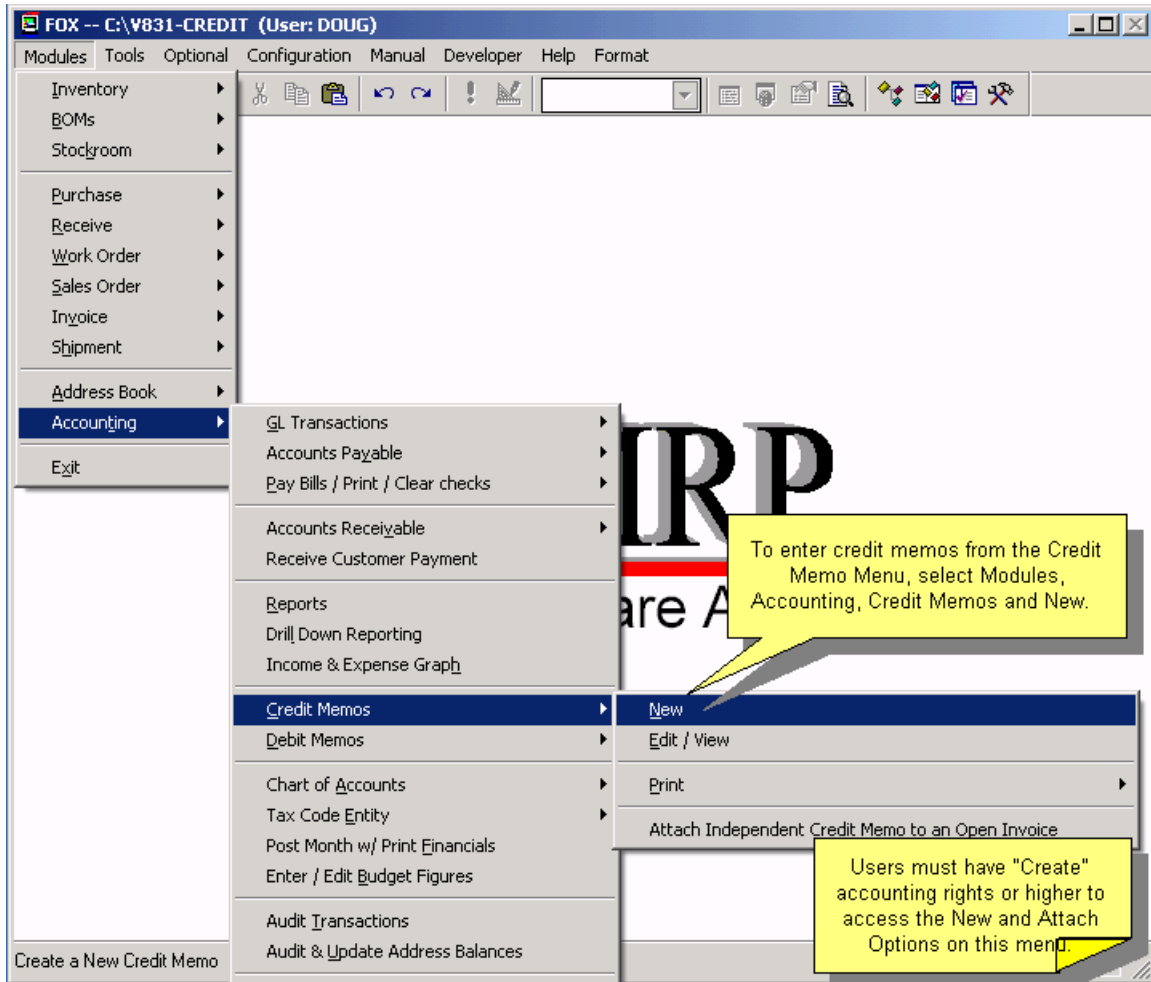 FOX -- C:\V831-CREDIT (User: DOUG)
Modules Tools Optional Configuration Manual Developer Help Format
Inventory
BOMs
Stockroom
Purchase
Receive
Work Order
Sales Order
Invoice
Shipment
Address Book
Accounting
Exit
GL Transactions
Accounts Payable
Pay Bills / Print / Clear checks
Accounts Receivable
Receive Customer Payment
Reports
Drill Down Reporting
Income & Expense Graph
Credit Memos
Debit Memos
Chart of Accounts
Tax Code Entity
Post Month w/ Print Financials
Enter / Edit Budget Figures
Audit Transactions
Audit & Update Address Balances
New
Edit / View
Print
Attach Independent Credit Memo to an Open Invoice
To enter credit memos from the Credit
Memo Menu, select Modules,
Accounting, Credit Memos and New.
Users must have "Create"
accounting rights or higher to
access the New and Attach
Options on this menu.
Create a New Credit Memo